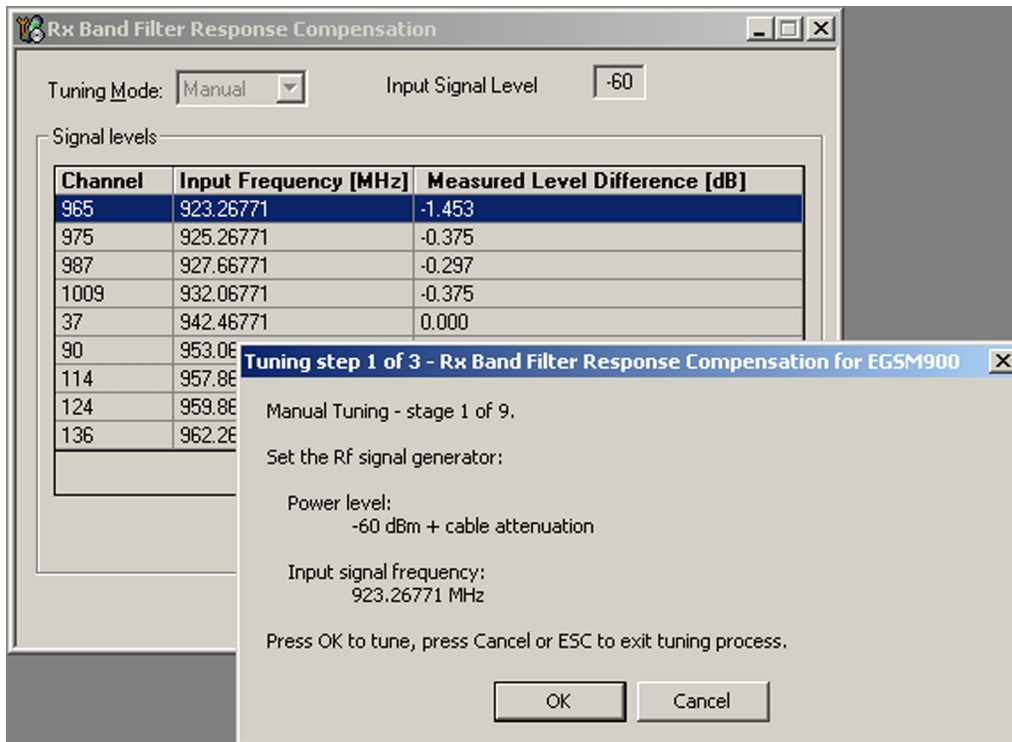 Rx Band Filter Response Compensation
Tuning Mode: Manual Input Signal Level -60
Signal levels
Channel Input Frequency [MHz] Measured Level Difference [dB]
965 923.26771 -1.453
975 925.26771 -0.375
987 927.66771 -0.297
1009 932.06771 -0.375
37 942.46771 0.000
90
114
124
136
Tuning step 1 of 3 - Rx Band Filter Response Compensation for EGSM900
Manual Tuning - stage 1 of 9.
Set the Rf signal generator:
Power level:
-60 dBm + cable attenuation
Input signal frequency:
923.26771 MHz
Press OK to tune, press Cancel or ESC to exit tuning process.
OK Cancel